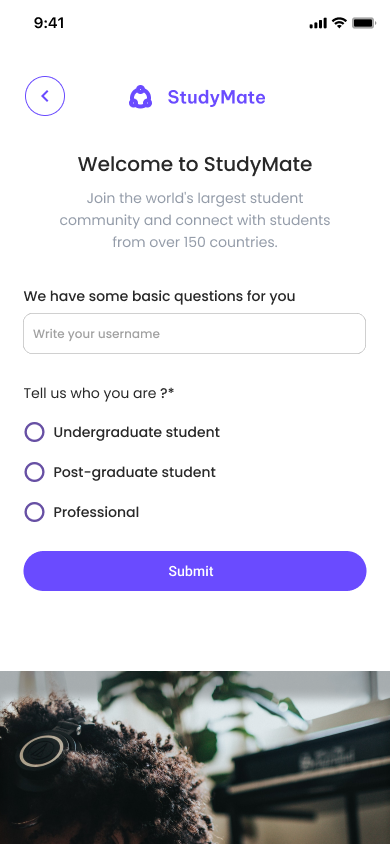 9:41
StudyMate
Welcome to StudyMate
Join the world's largest student
community and connect with students
from over 150 countries.
We have some basic questions for you
Write your username
Tell us who you are ?*
Undergraduate student
Post-graduate student
Professional
Submit